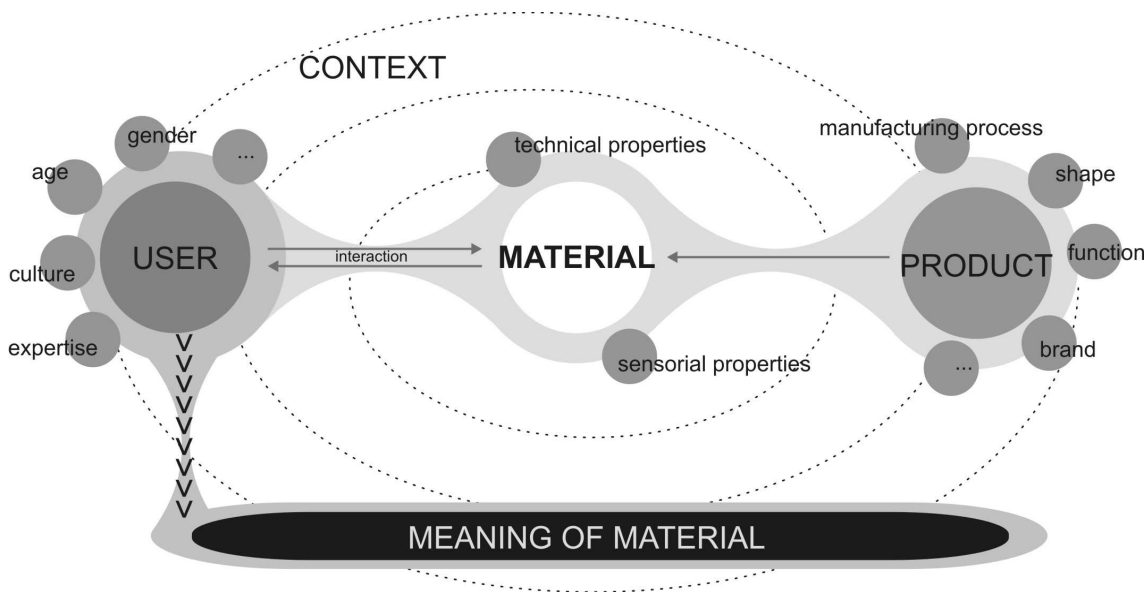 CONTEXT
gender
...
age
culture
expertise
USER
interaction
technical properties
MATERIAL
sensorial properties
manufacturing process
shape
function
PRODUCT
brand
...
>>>>>>>>>
MEANING OF MATERIAL